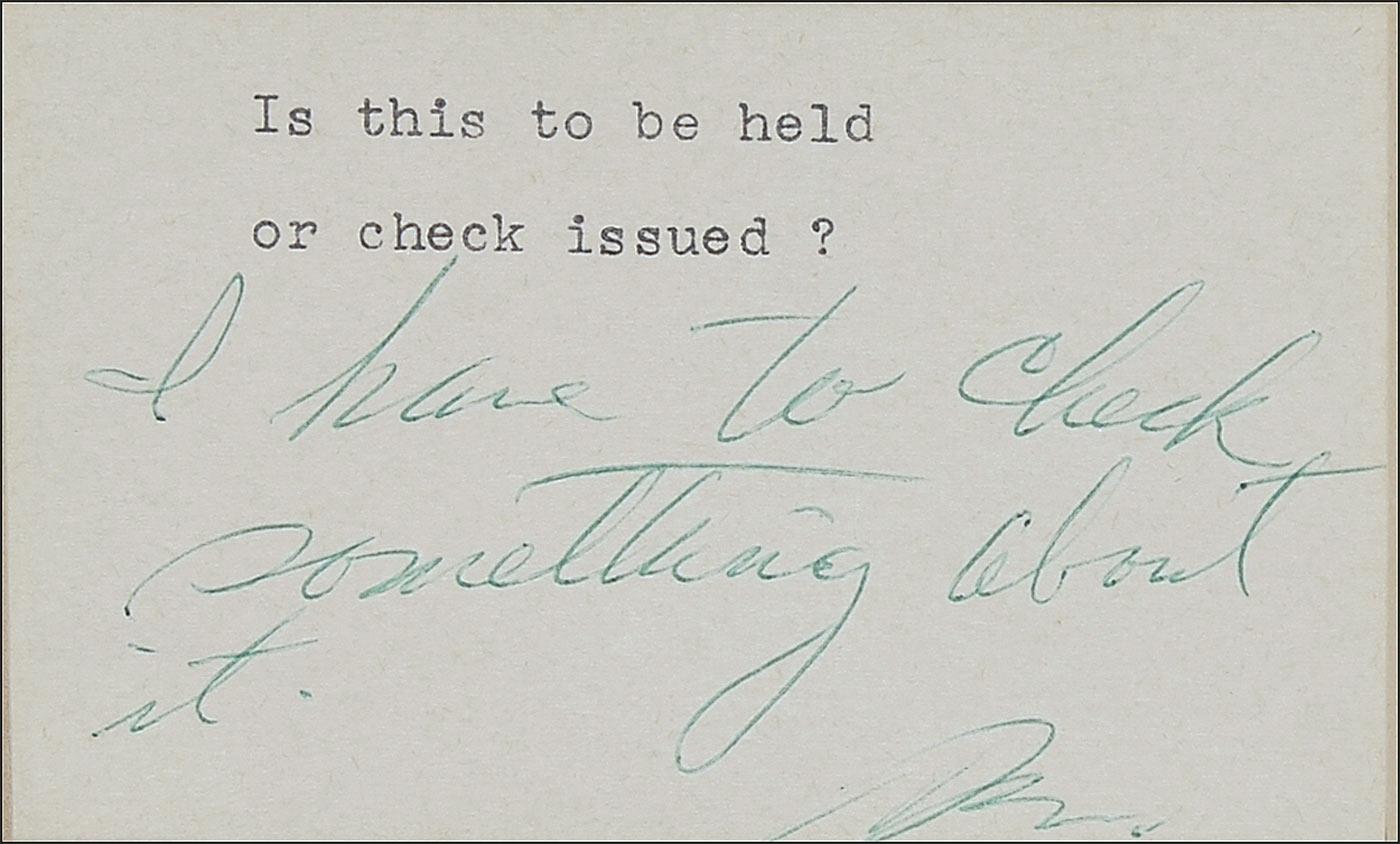 Is this to be held
or check issued ?
I have to check
something about
it.